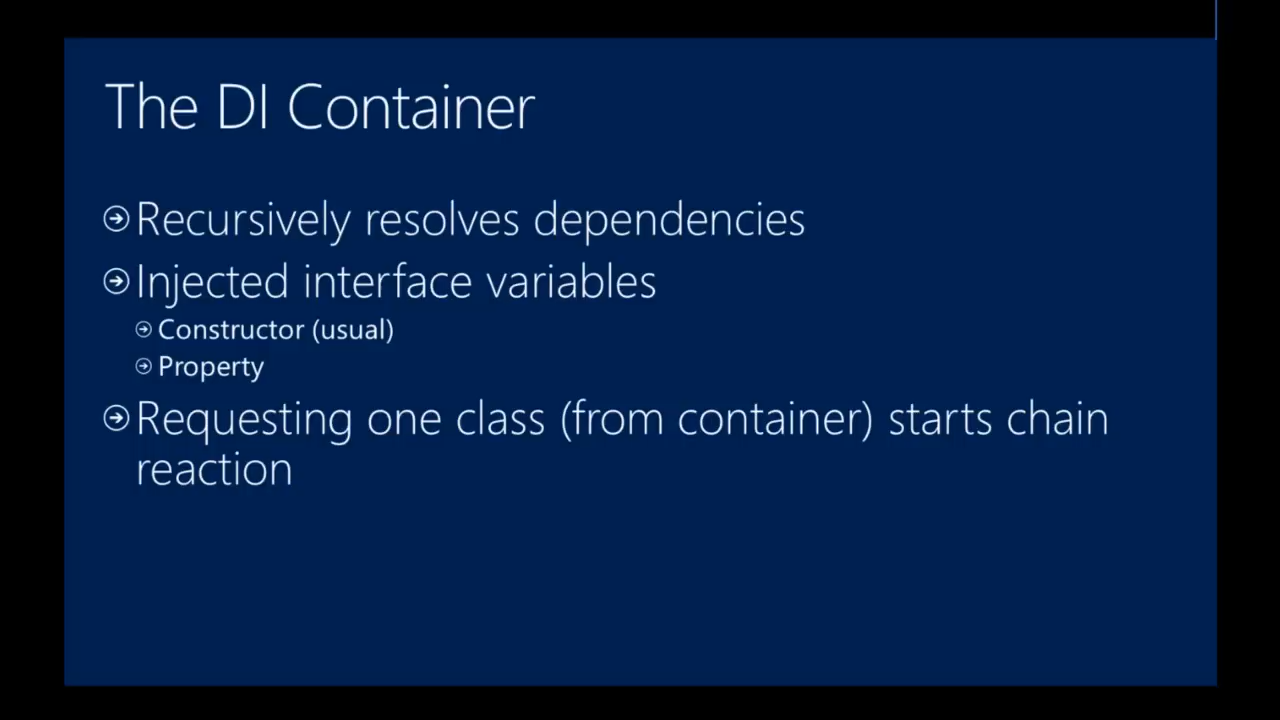 The DI Container
Recursively resolves dependencies
Injected interface variables
Constructor (usual)
Property
Requesting one class (from container) starts chain
reaction